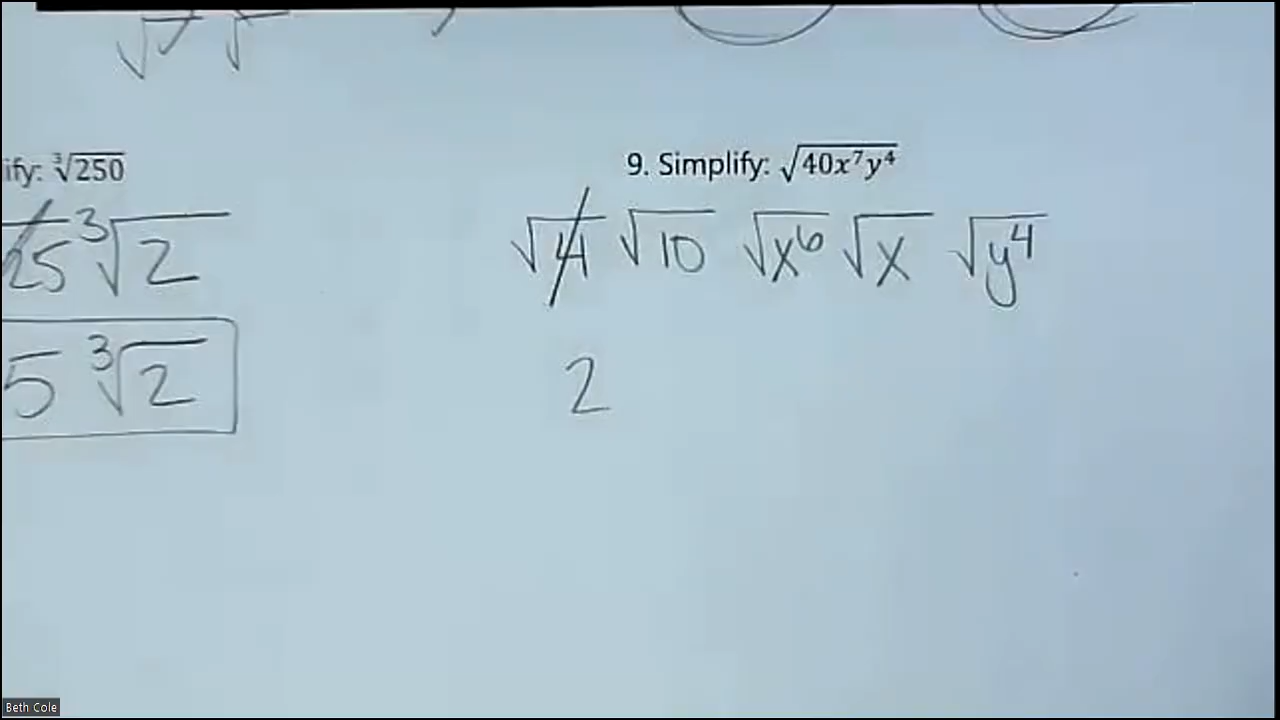 √ √
ify: ∛250
25 ∛2
5 ∛2
9. Simplify: √40x⁷y⁴
√4 √10 √x⁶ √x √y⁴
2
Beth Cole